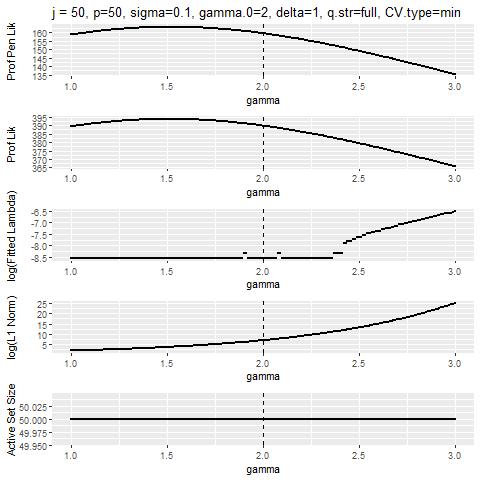 j = 50, p=50, sigma=0.1, gamma.0=2, delta=1, q.str=full, CV.type=min
Prof Pen Lik
160
155
150
145
140
135
1.0 1.5 2.0 2.5 3.0
gamma
Prof Lik
395
390
385
380
375
370
365
1.0 1.5 2.0 2.5 3.0
gamma
log(Fitted Lambda)
-6.5
-7.0
-7.5
-8.0
-8.5
1.0 1.5 2.0 2.5 3.0
gamma
log(L1 Norm)
25
20
15
10
5
1.0 1.5 2.0 2.5 3.0
gamma
Active Set Size
50.025
50.000
49.975
49.950
1.0 1.5 2.0 2.5 3.0
gamma